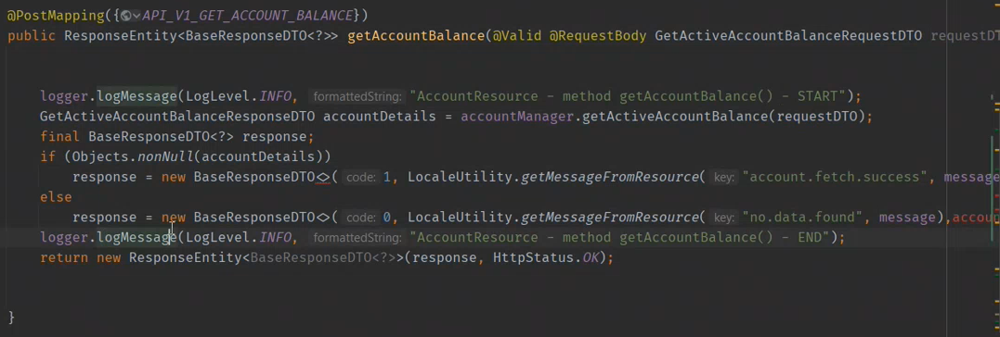 @PostMapping({API_V1_GET_ACCOUNT_BALANCE})
public ResponseEntity<BaseResponseDTO<?>> getAccountBalance(@Valid @RequestBody GetActiveAccountBalanceRequestDTO requestDT
logger.logMessage(LogLevel.INFO, formattedString: "AccountResource - method getAccountBalance() - START");
GetActiveAccountBalanceResponseDTO accountDetails = accountManager.getActiveAccountBalance(requestDTO);
final BaseResponseDTO<?> response;
if (Objects.nonNull(accountDetails))
response = new BaseResponseDTO<>( code: 1, LocaleUtility.getMessageFromResource( key: "account.fetch.success", message
else
response = new BaseResponseDTO<>( code: 0, LocaleUtility.getMessageFromResource( key: "no.data.found", message),accou
logger.logMessage(LogLevel.INFO, formattedString: "AccountResource - method getAccountBalance() - END");
return new ResponseEntity<BaseResponseDTO<?>>(response, HttpStatus.OK);
}